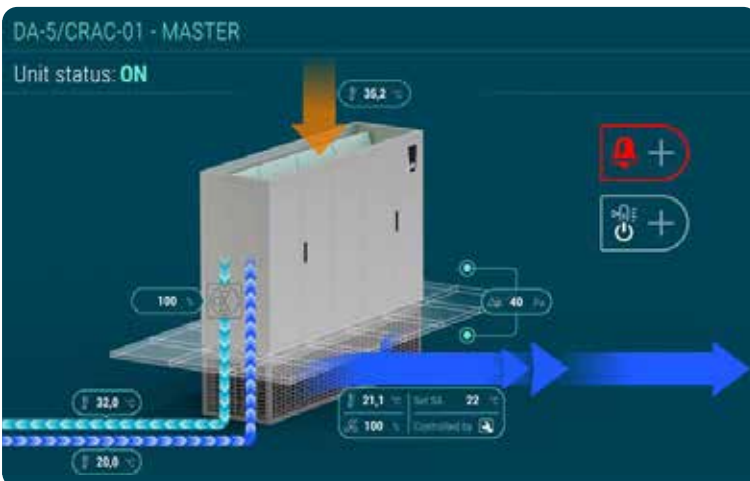 DA-5/CRAC-01 - MASTER
Unit status: ON
35,2 °C
100 %
Δp 40 Pa
32,0 °C
21,1 °C Set SA 22 °C
100 % Controlled by
20,0 °C